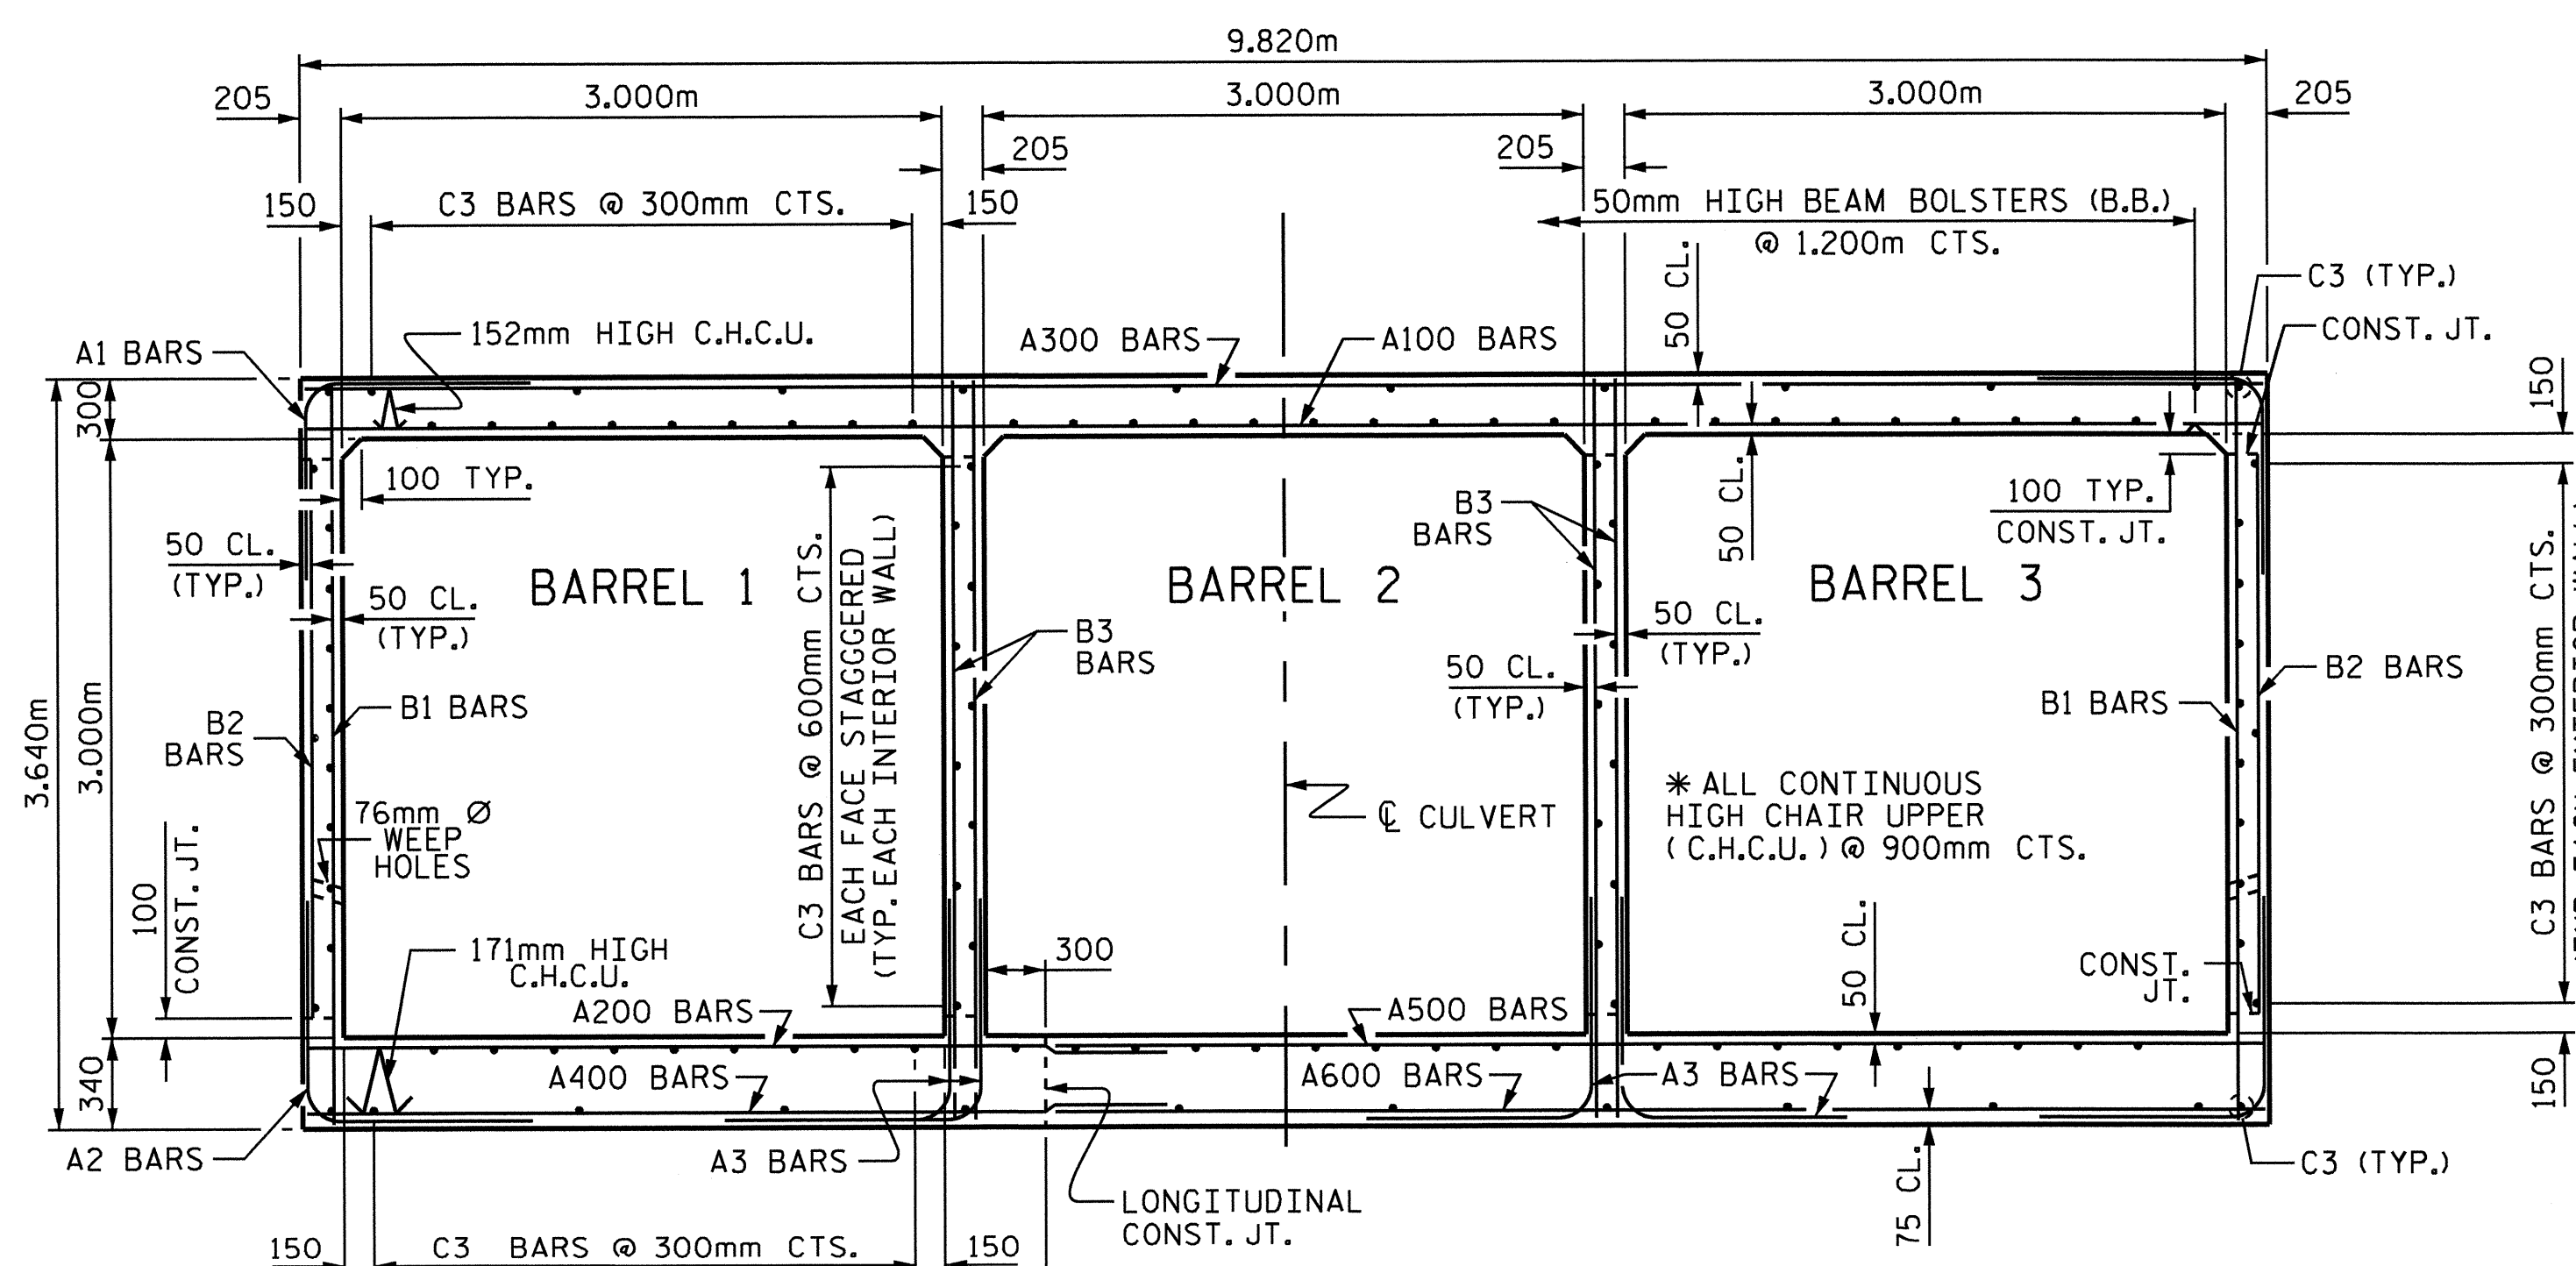 9.820m
205
3.000m
3.000m
3.000m
205
205
205
150
C3 BARS @ 300mm CTS.
150
50mm HIGH BEAM BOLSTERS (B.B.)
@ 1.200m CTS.
50 CL.
C3 (TYP.)
CONST. JT.
A1 BARS
152mm HIGH C.H.C.U.
A300 BARS
A100 BARS
300
150
100 TYP.
50 CL.
100 TYP.
CONST. JT.
B3
BARS
50 CL.
(TYP.)
50 CL.
(TYP.)
BARREL 1
BARREL 2
BARREL 3
C3 BARS @ 600mm CTS.
EACH FACE STAGGGERED
(TYP. EACH INTERIOR WALL)
B3
BARS
50 CL.
(TYP.)
50 CL.
(TYP.)
B2 BARS
B1 BARS
B1 BARS
B2
BARS
3.640m
3.000m
C3 BARS @ 300mm CTS.
76mm Ø
WEEP
HOLES
℄ CULVERT
* ALL CONTINUOUS
HIGH CHAIR UPPER
(C.H.C.U.) @ 900mm CTS.
100
CONST. JT.
171mm HIGH
C.H.C.U.
300
50 CL.
CONST.
JT.
A200 BARS
A500 BARS
340
A400 BARS
A600 BARS
A3 BARS
150
A2 BARS
A3 BARS
C3 (TYP.)
75 CL.
LONGITUDINAL
CONST. JT.
150
C3 BARS @ 300mm CTS.
150